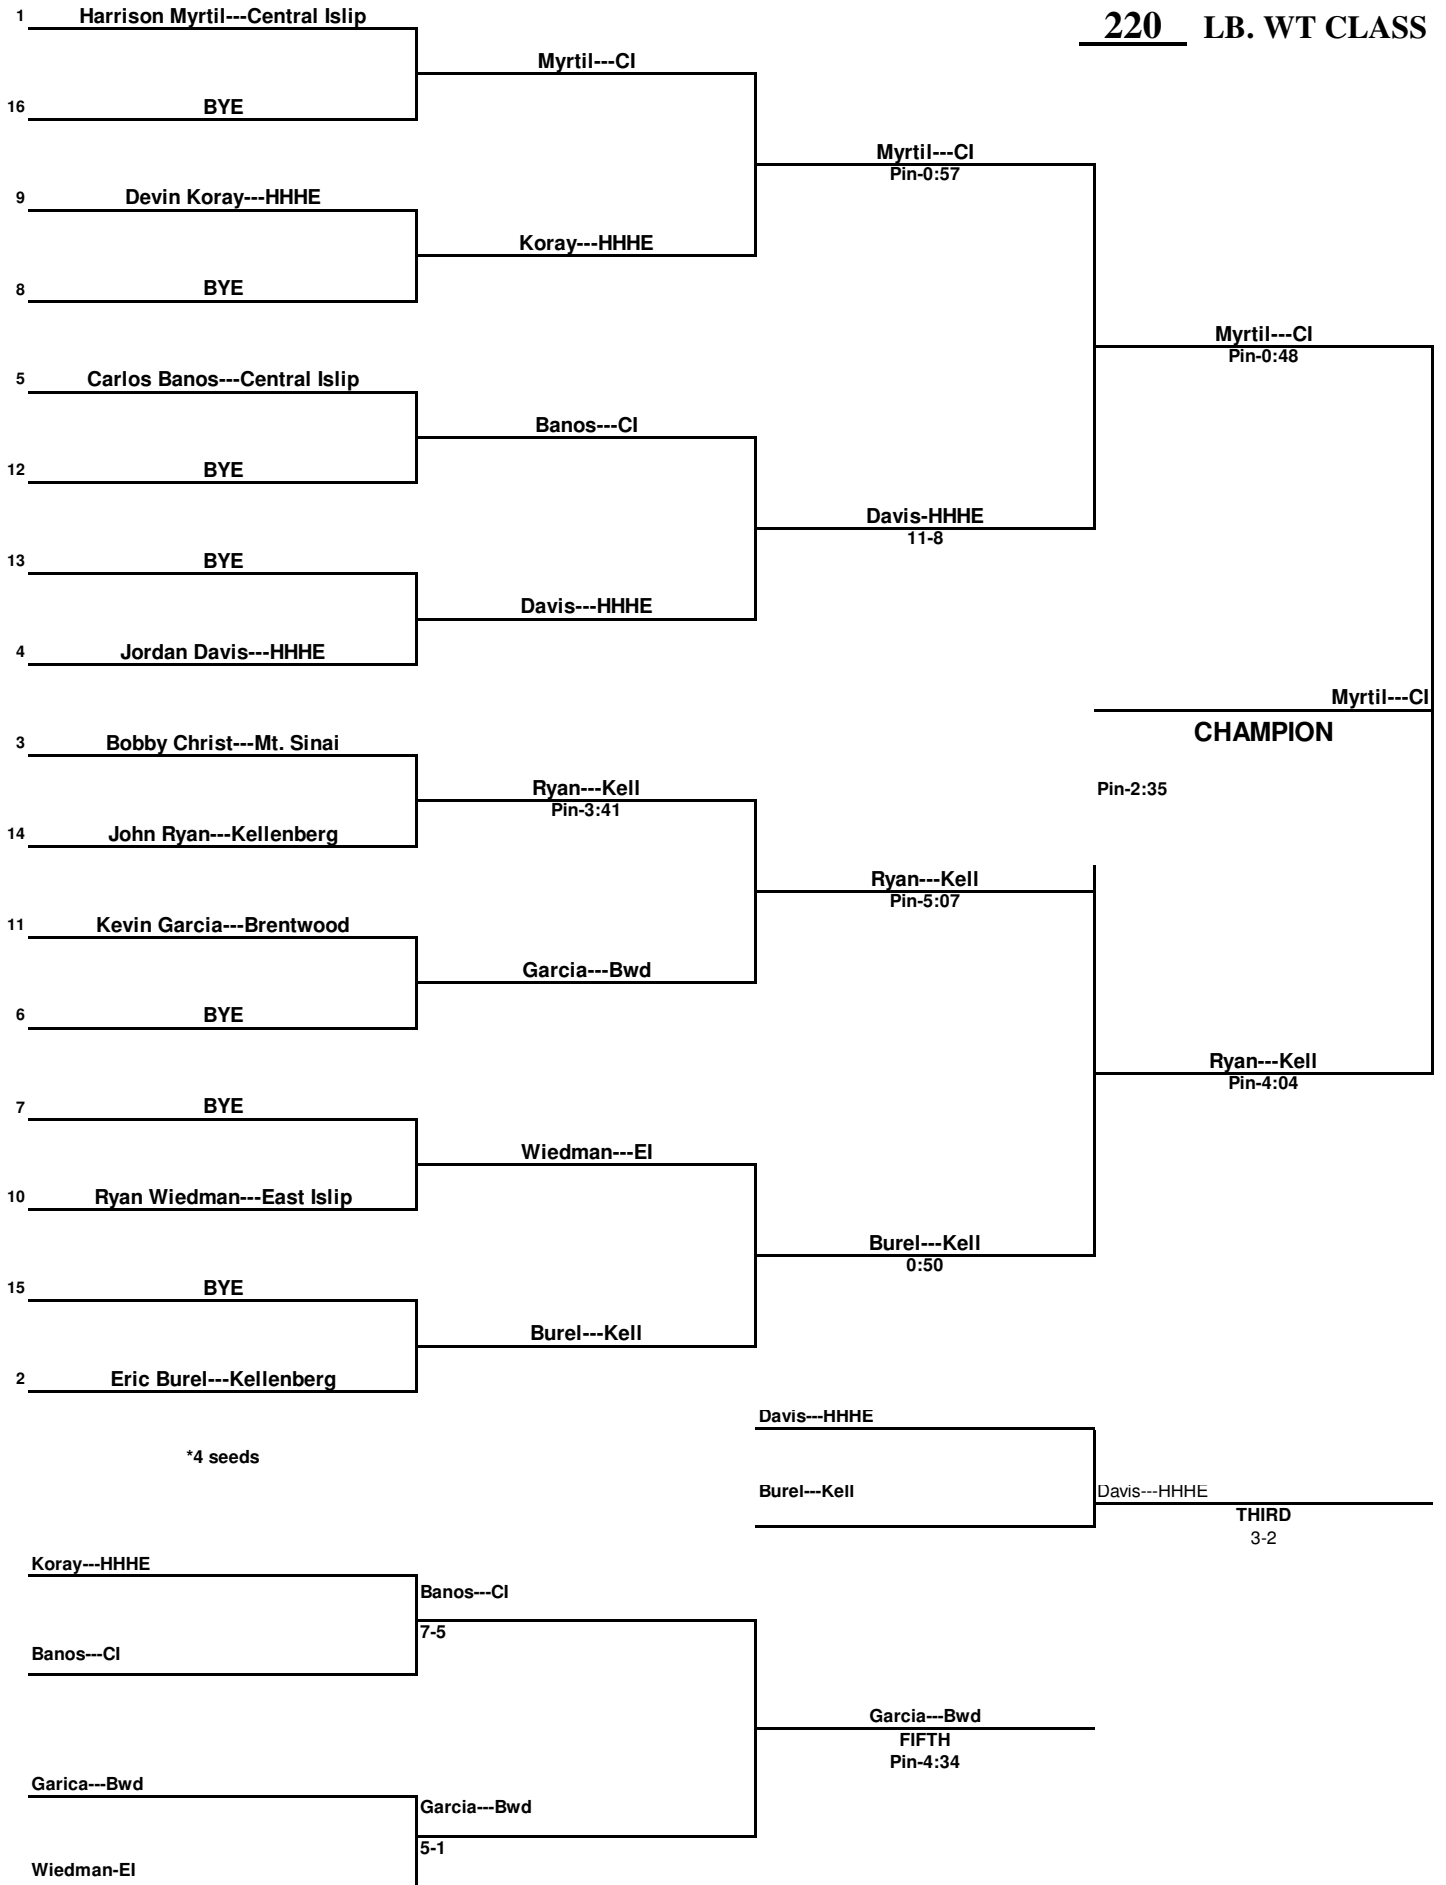 220 LB. WT CLASS
1 Harrison Myrtil---Central Islip
Myrtil---CI
16 BYE
Myrtil---CI
Pin-0:57
9 Devin Koray---HHHE
Koray---HHHE
8 BYE
Myrtil---CI
Pin-0:48
5 Carlos Banos---Central Islip
Banos---CI
12 BYE
Davis-HHHE
11-8
13 BYE
Davis---HHHE
4 Jordan Davis---HHHE
Myrtil---CI
CHAMPION
Pin-2:35
3 Bobby Christ---Mt. Sinai
Ryan---Kell
Pin-3:41
14 John Ryan---Kellenberg
Ryan---Kell
Pin-5:07
11 Kevin Garcia---Brentwood
Garcia---Bwd
6 BYE
Ryan---Kell
Pin-4:04
7 BYE
Wiedman---EI
10 Ryan Wiedman---East Islip
Burel---Kell
0:50
15 BYE
Burel---Kell
2 Eric Burel---Kellenberg
*4 seeds
Davis---HHHE
Burel---Kell
Davis---HHHE
THIRD
3-2
Koray---HHHE
Banos---CI
7-5
Banos---CI
Garcia---Bwd
FIFTH
Pin-4:34
Garica---Bwd
Garcia---Bwd
5-1
Wiedman-EI